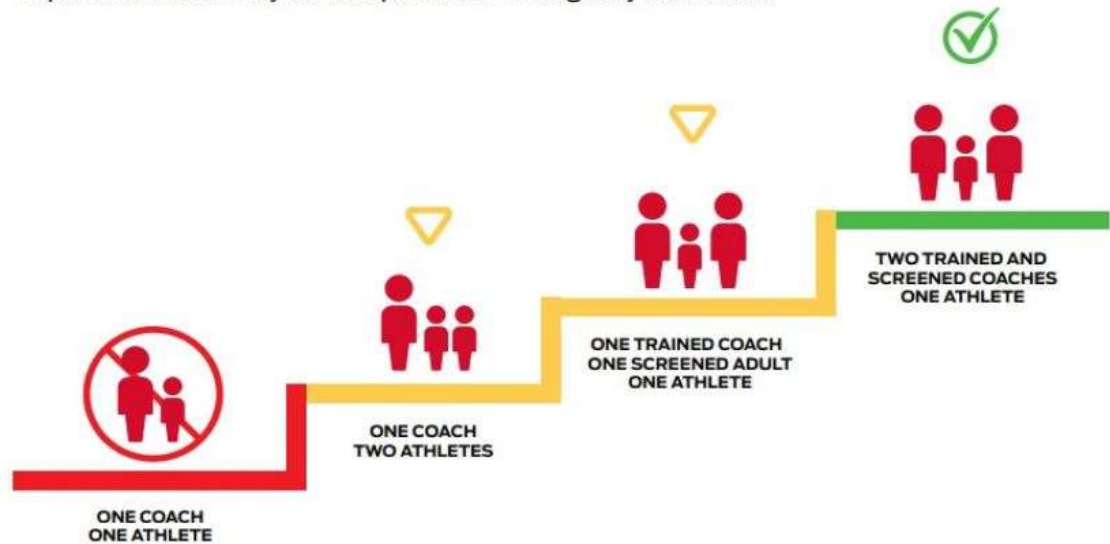 ONE COACH
ONE ATHLETE
ONE COACH
TWO ATHLETES
ONE TRAINED COACH
ONE SCREENED ADULT
ONE ATHLETE
TWO TRAINED AND
SCREENED COACHES
ONE ATHLETE